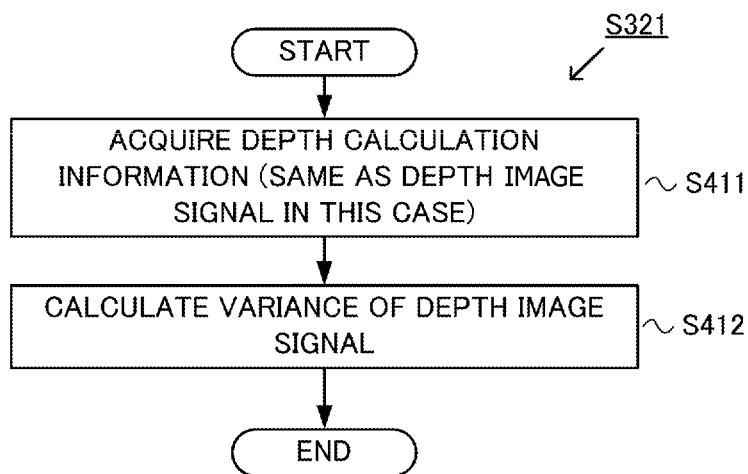 S321
START
ACQUIRE DEPTH CALCULATION
INFORMATION (SAME AS DEPTH IMAGE
SIGNAL IN THIS CASE)
S411
CALCULATE VARIANCE OF DEPTH IMAGE
SIGNAL
S412
END